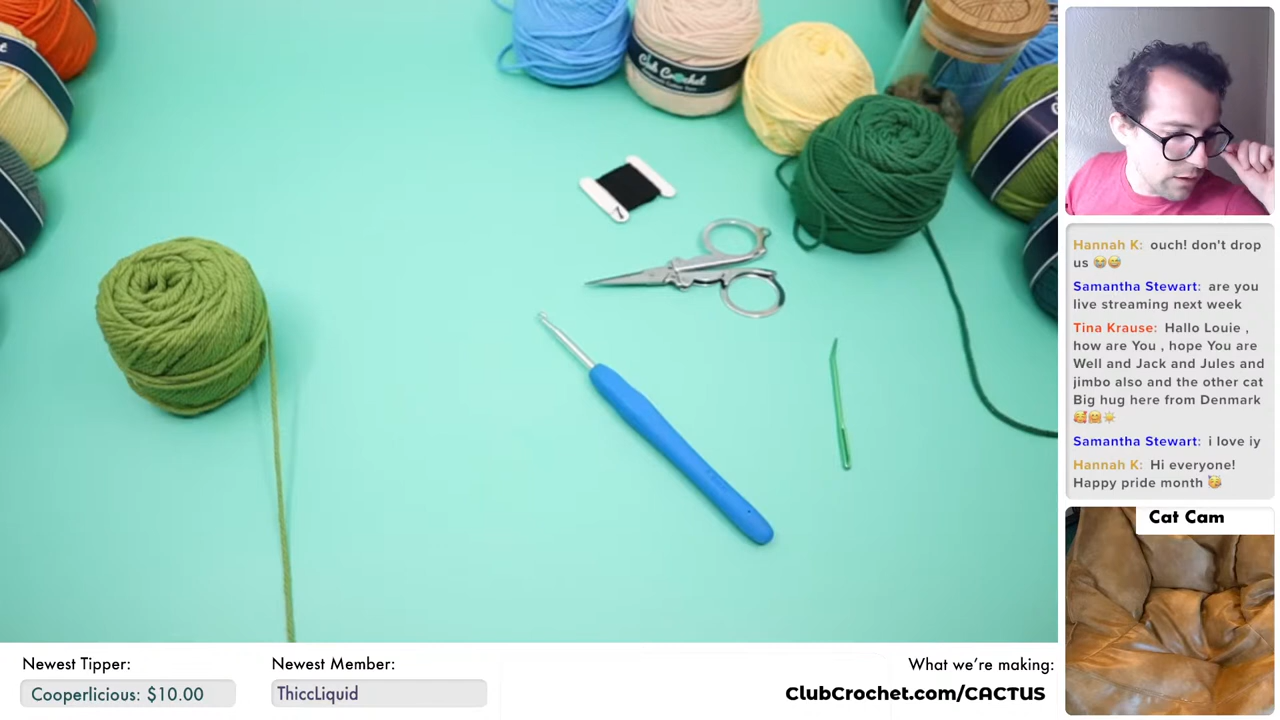 Club Crochet
Hannah K: ouch! don't drop
us 😭😅
Samantha Stewart: are you
live streaming next week
Tina Krause: Hallo Louie ,
how are You , hope You are
Well and Jack and Jules and
jimbo also and the other cat
Big hug here from Denmark
🥰🤗☀️
Samantha Stewart: i love iy
Hannah K: Hi everyone!
Happy pride month 🥳
Cat Cam
Newest Tipper:
Cooperlicious: $10.00
Newest Member:
ThiccLiquid
What we're making:
ClubCrochet.com/CACTUS